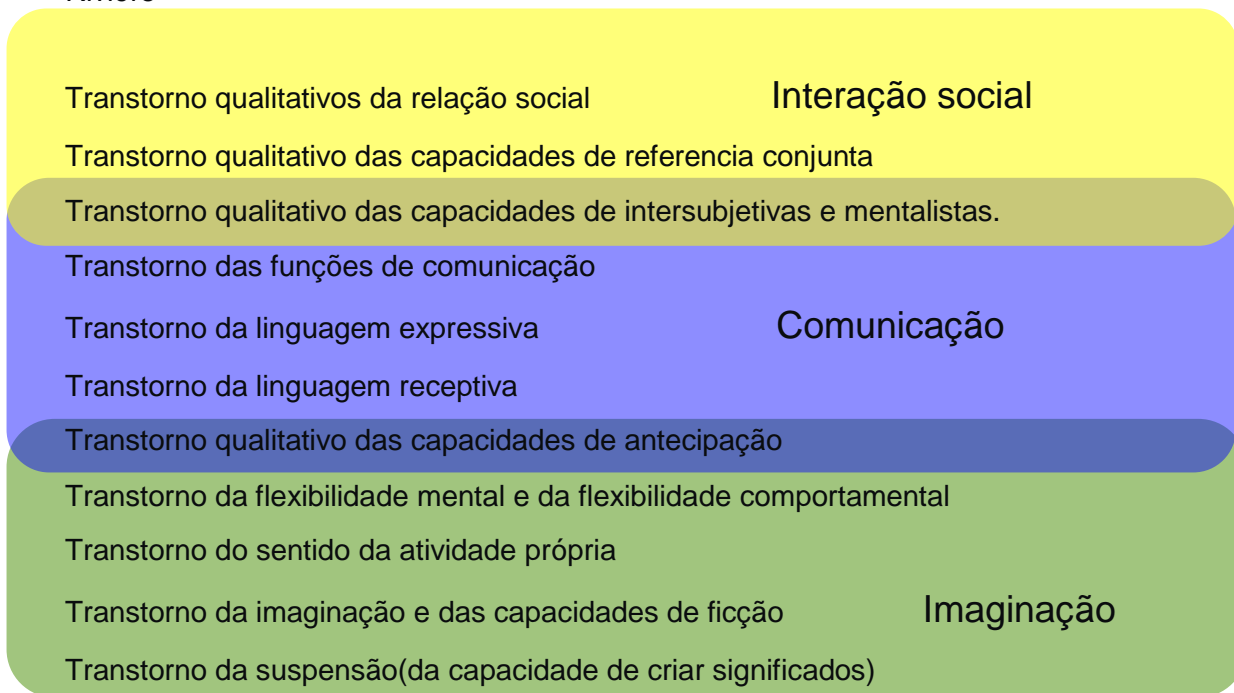 Transtorno qualitativos da relação social Interação social
Transtorno qualitativo das capacidades de referencia conjunta
Transtorno qualitativo das capacidades de intersubjetivas e mentalistas.
Transtorno das funções de comunicação
Transtorno da linguagem expressiva Comunicação
Transtorno da linguagem receptiva
Transtorno qualitativo das capacidades de antecipação
Transtorno da flexibilidade mental e da flexibilidade comportamental
Transtorno do sentido da atividade própria
Transtorno da imaginação e das capacidades de ficção Imaginação
Transtorno da suspensão(da capacidade de criar significados)